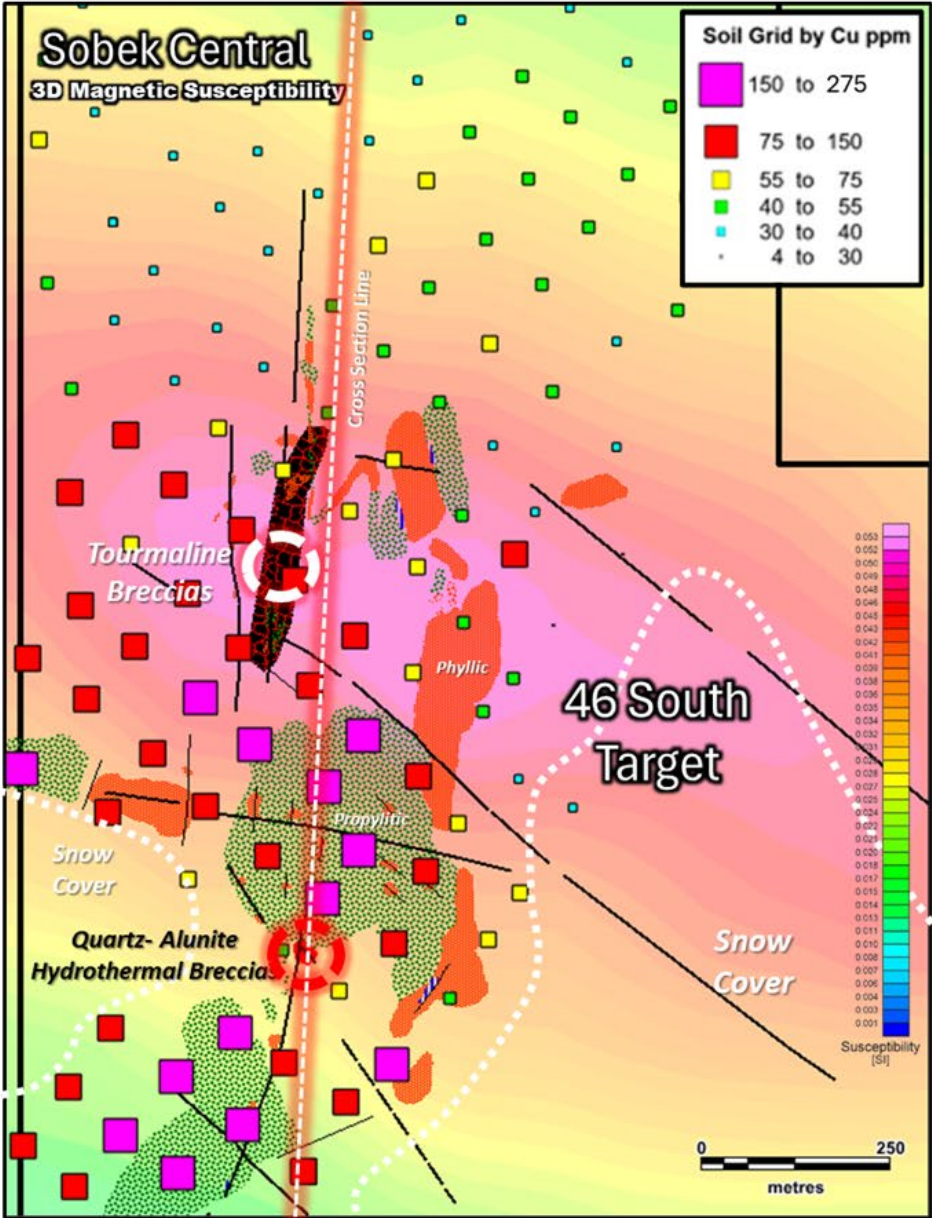 Sobek Central
3D Magnetic Susceptibility
Soil Grid by Cu ppm
150 to 275
75 to 150
55 to 75
40 to 55
30 to 40
4 to 30
Cross Section Line
Tourmaline
Breccias
Phyllic
46 South
Target
Propylitic
Snow
Cover
Quartz- Alunite
Hydrothermal Breccias
Snow
Cover
0.053
0.052
0.050
0.049
0.048
0.046
0.045
0.043
0.042
0.041
0.039
0.038
0.036
0.035
0.034
0.032
0.031
0.029
0.028
0.027
0.025
0.024
0.022
0.021
0.020
0.018
0.017
0.015
0.014
0.013
0.011
0.010
0.008
0.007
0.006
0.004
0.003
0.001
Susceptibility
[SI]
0 250
metres